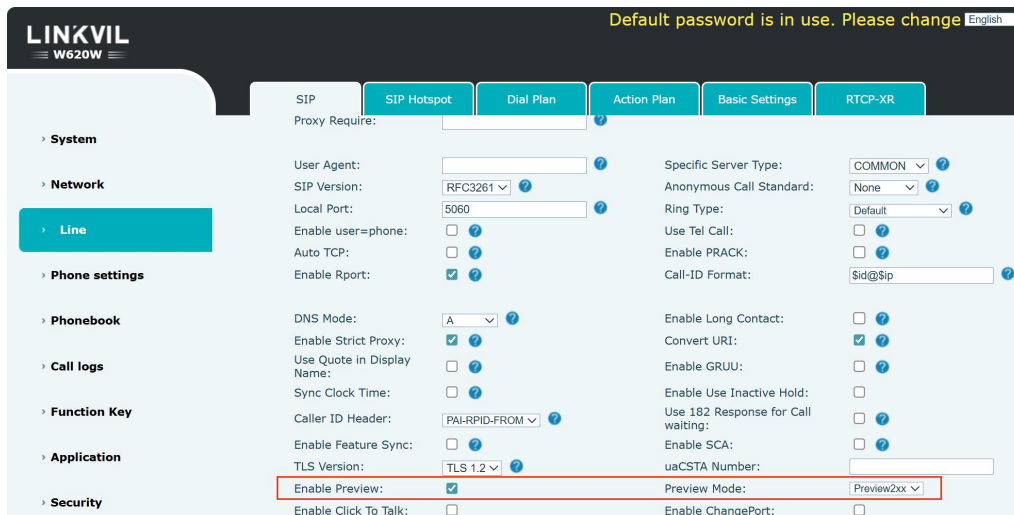 Default password is in use. Please change English
LINKVIL
W620W
SIP
SIP Hotspot
Dial Plan
Action Plan
Basic Settings
RTCP-XR
System
Network
Line
Phone settings
Phonebook
Call logs
Function Key
Application
Security
Proxy Require:
User Agent:
Specific Server Type: COMMON
SIP Version: RFC3261
Anonymous Call Standard: None
Local Port: 5060
Ring Type: Default
Enable user=phone:
Use Tel Call:
Auto TCP:
Enable PRACK:
Enable Rport:
Call-ID Format: $id@$ip
DNS Mode: A
Enable Long Contact:
Enable Strict Proxy:
Convert URI:
Use Quote in Display
Name:
Enable GRUU:
Sync Clock Time:
Enable Use Inactive Hold:
Caller ID Header: PAI-RPID-FROM
Use 182 Response for Call
waiting:
Enable Feature Sync:
Enable SCA:
TLS Version: TLS 1.2
uaCSTA Number:
Enable Preview:
Preview Mode: Preview2xx
Enable Click To Talk:
Enable ChangePort: